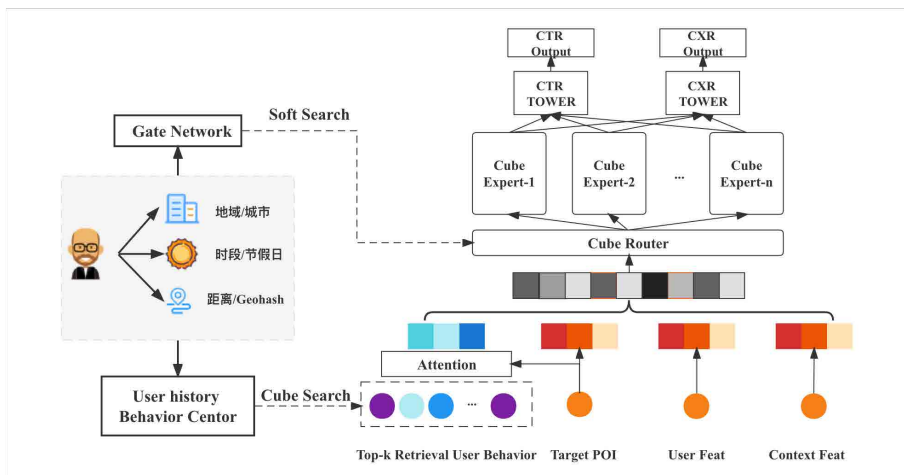 CTR
Output
CXR
Output
CTR
TOWER
CXR
TOWER
Soft Search
Gate Network
Cube
Expert-1
Cube
Expert-2
...
Cube
Expert-n
地域/城市
时段/节假日
距离/Geohash
Cube Router
Attention
User history
Behavior Centor
Cube Search
...
Top-k Retrieval User Behavior
Target POI
User Feat
Context Feat